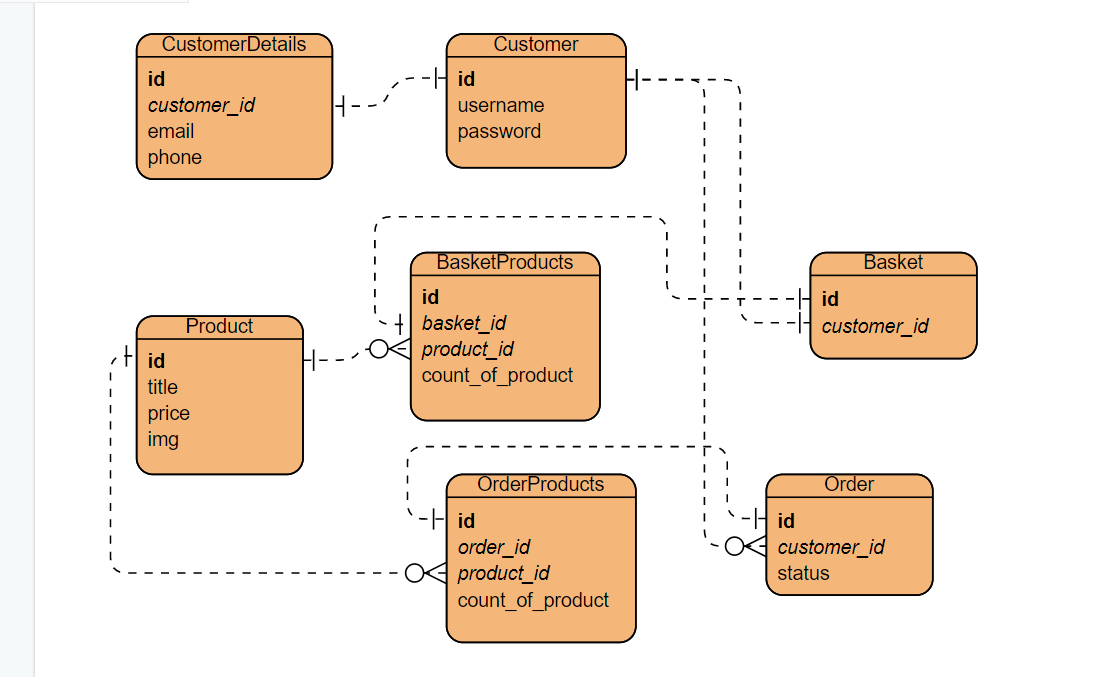 CustomerDetails
id
customer_id
email
phone
Customer
id
username
password
BasketProducts
id
basket_id
product_id
count_of_product
Basket
id
customer_id
Product
id
title
price
img
OrderProducts
id
order_id
product_id
count_of_product
Order
id
customer_id
status